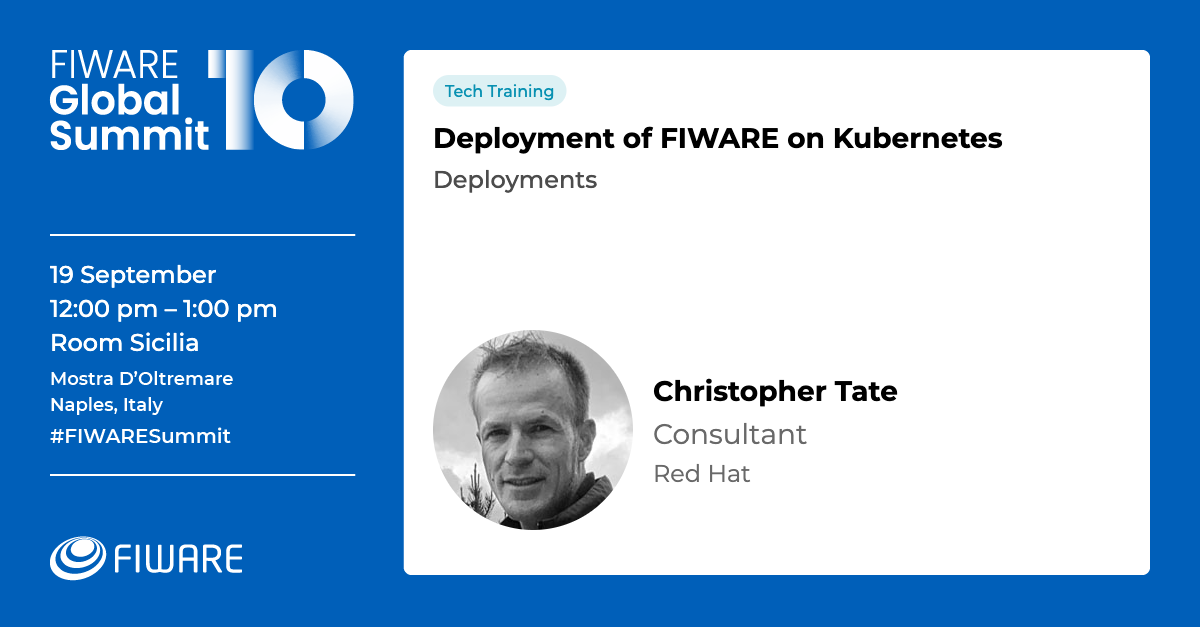 FIWARE
Global
Summit
10
19 September
12:00 pm – 1:00 pm
Room Sicilia
Mostra D’Oltremare
Naples, Italy
#FIWARESummit
FIWARE
Tech Training
Deployment of FIWARE on Kubernetes
Deployments
Christopher Tate
Consultant
Red Hat